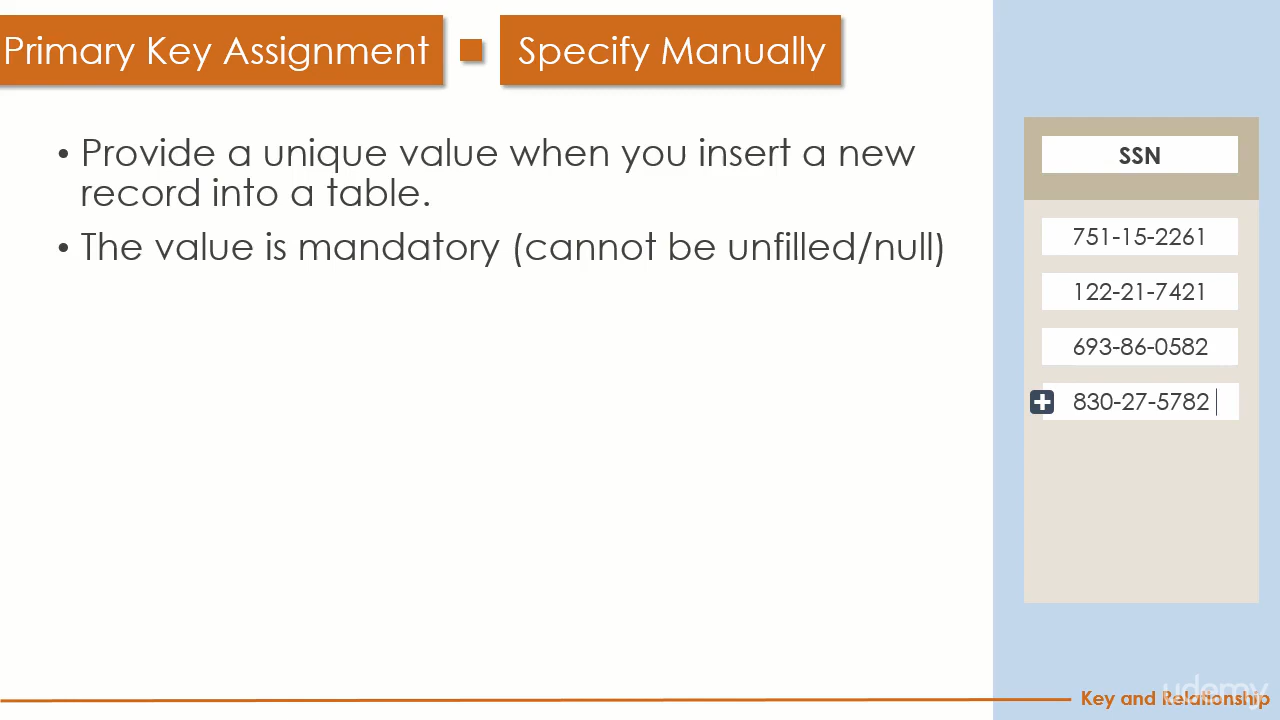 Primary Key Assignment
Specify Manually
• Provide a unique value when you insert a new
record into a table.
• The value is mandatory (cannot be unfilled/null)
SSN
751-15-2261
122-21-7421
693-86-0582
830-27-5782
Key and Relationship
udemy